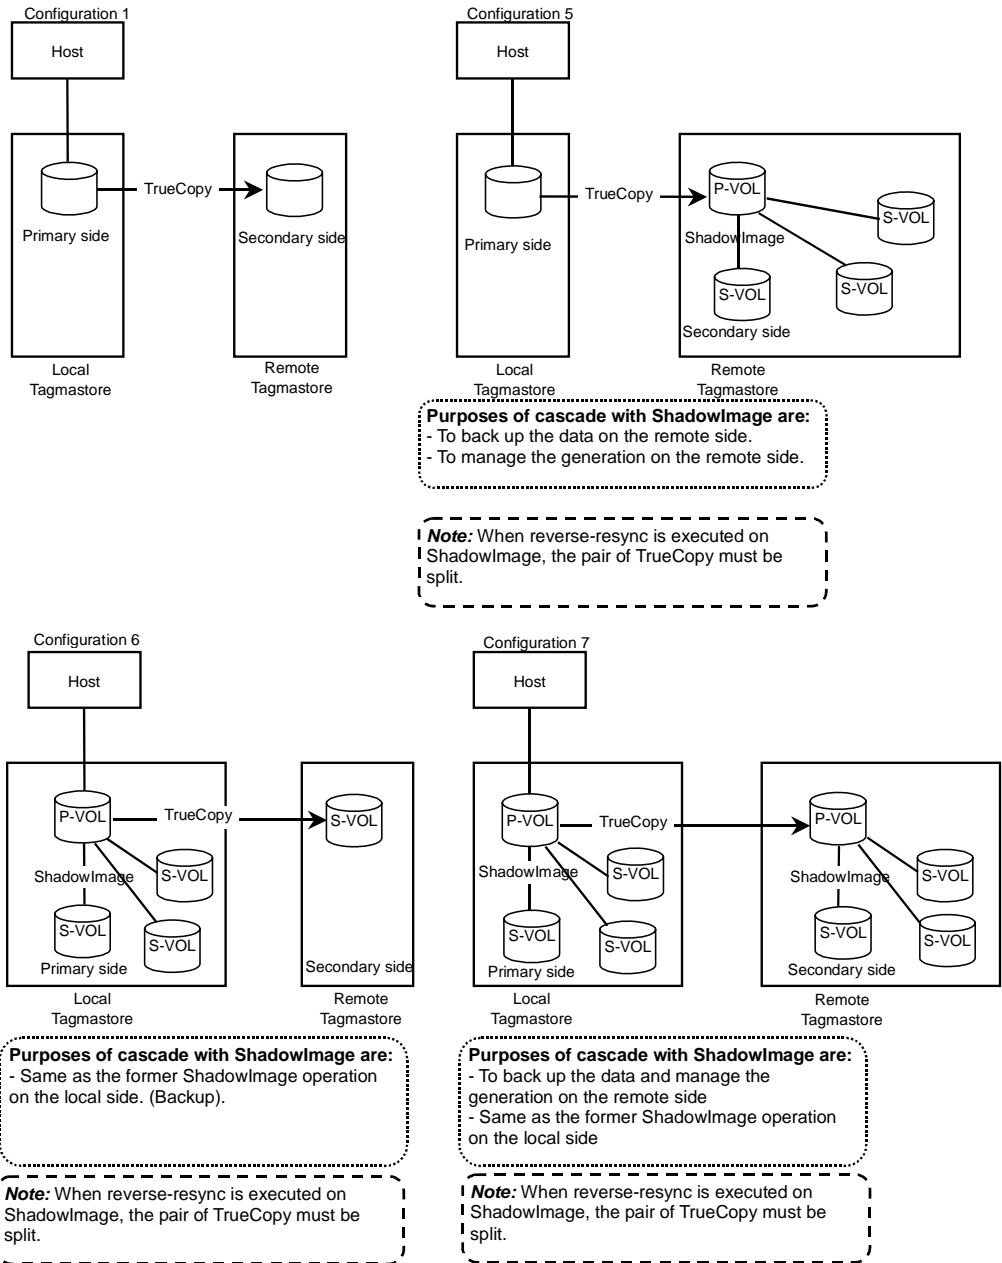 Configuration 1
Host
TrueCopy
Primary side
Secondary side
Local
Tagmastore
Remote
Tagmastore
Configuration 5
Host
TrueCopy
Primary side
P-VOL
S-VOL
ShadowImage
S-VOL
S-VOL
Secondary side
Local
Tagmastore
Remote
Tagmastore
Purposes of cascade with ShadowImage are:
- To back up the data on the remote side.
- To manage the generation on the remote side.
Note: When reverse-resync is executed on
ShadowImage, the pair of TrueCopy must be
split.
Configuration 6
Host
P-VOL
TrueCopy
S-VOL
ShadowImage
S-VOL
S-VOL
S-VOL
Primary side
Secondary side
Local
Tagmastore
Remote
Tagmastore
Purposes of cascade with ShadowImage are:
- Same as the former ShadowImage operation
on the local side. (Backup).
Note: When reverse-resync is executed on
ShadowImage, the pair of TrueCopy must be
split.
Configuration 7
Host
P-VOL
TrueCopy
P-VOL
ShadowImage
S-VOL
S-VOL
S-VOL
Primary side
ShadowImage
S-VOL
S-VOL
S-VOL
Secondary side
Local
Tagmastore
Remote
Tagmastore
Purposes of cascade with ShadowImage are:
- To back up the data and manage the
generation on the remote side
- Same as the former ShadowImage operation
on the local side
Note: When reverse-resync is executed on
ShadowImage, the pair of TrueCopy must be
split.